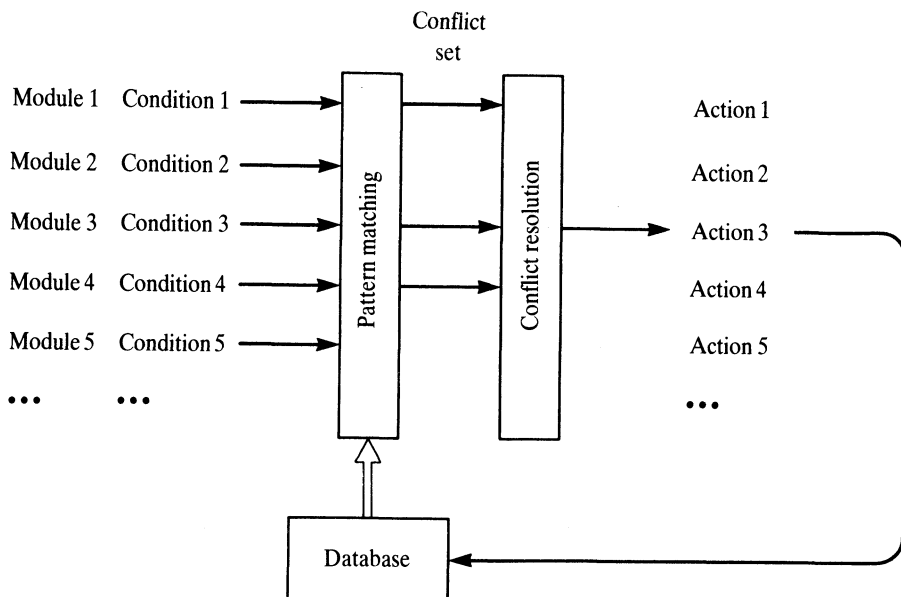 Conflict
set
Module 1 Condition 1 Action 1
Module 2 Condition 2 Action 2
Module 3 Condition 3 Action 3
Module 4 Condition 4 Action 4
Module 5 Condition 5 Action 5
... ... ...
Pattern matching
Conflict resolution
Database